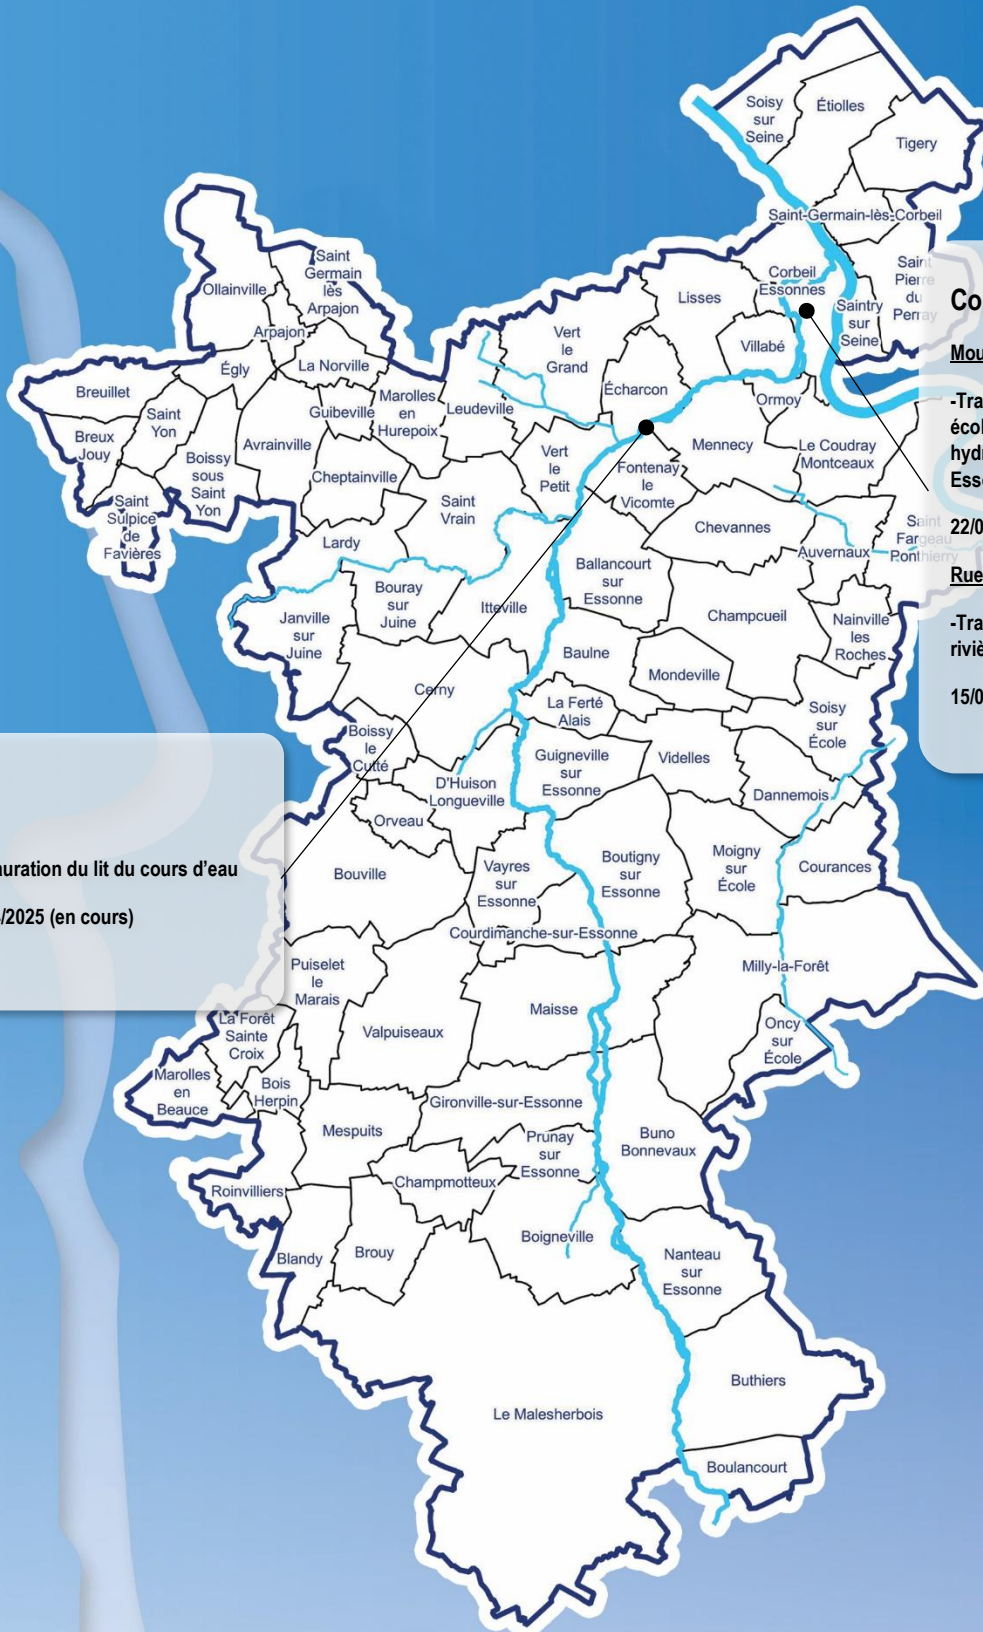 Soisy
sur
Seine
Étiolles
Tigery
Saint-Germain-lès-Corbeil
Saint
Pierre
du
Perray
Corbeil
Essonnes
Saintry
sur
Seine
Lisses
Villabé
Ormoy
Le Coudray
Montceaux
Vert
le
Grand
Écharcon
Mennecy
Fontenay
le
Vicomte
Chevannes
Auvernaux
Saint
Fargeau
Ponthierry
Ollainville
Saint
Germain
lès
Arpajon
Arpajon
La Norville
Égly
Breuillet
Breux
Jouy
Saint
Yon
Boissy
sous
Saint
Yon
Saint
Sulpice
de
Favières
Avrainville
Guibeville
Cheptainville
Marolles
en
Hurepoix
Leudeville
Vert
le
Petit
Saint
Vrain
Lardy
Janville
sur
Juine
Bouray
sur
Juine
Itteville
Ballancourt
sur
Essonne
Champcueil
Nainville
les
Roches
Baulne
Mondeville
Cerny
La Ferté
Alais
Soisy
sur
École
Boissy
le
Cutté
D'Huison
Longueville
Guigneville
sur
Essonne
Videlles
Dannemois
Orveau
Bouville
Vayres
sur
Essonne
Boutigny
sur
Essonne
Moigny
sur
École
Courances
Courdimanche-sur-Essonne
Milly-la-Forêt
Puiselet
le
Marais
Valpuiseaux
Maisse
Oncy
sur
École
La Forêt
Sainte
Croix
Marolles
en
Beauce
Bois
Herpin
Mespuits
Gironville-sur-Essonne
Prunay
sur
Essonne
Buno
Bonnevaux
Champmotteux
Roinvilliers
Blandy
Brouy
Boigneville
Nanteau
sur
Essonne
Buthiers
Le Malesherbois
Boulancourt
Co
Mou
-Tra
écol
hydr
Esso
22/0
Rue
-Tra
riviè
15/0
auration du lit du cours d'eau
/2025 (en cours)